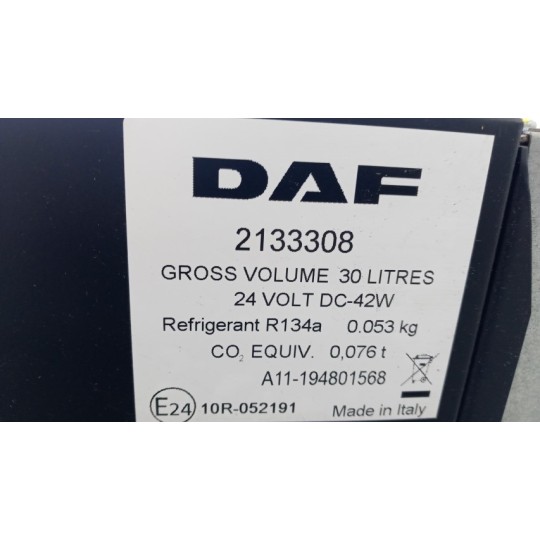 DAF
2133308
GROSS VOLUME 30 LITRES
24 VOLT DC-42W
Refrigerant R134a 0.053 kg
CO₂ EQUIV. 0,076 t
A11-194801568
E24 10R-052191 Made in Italy